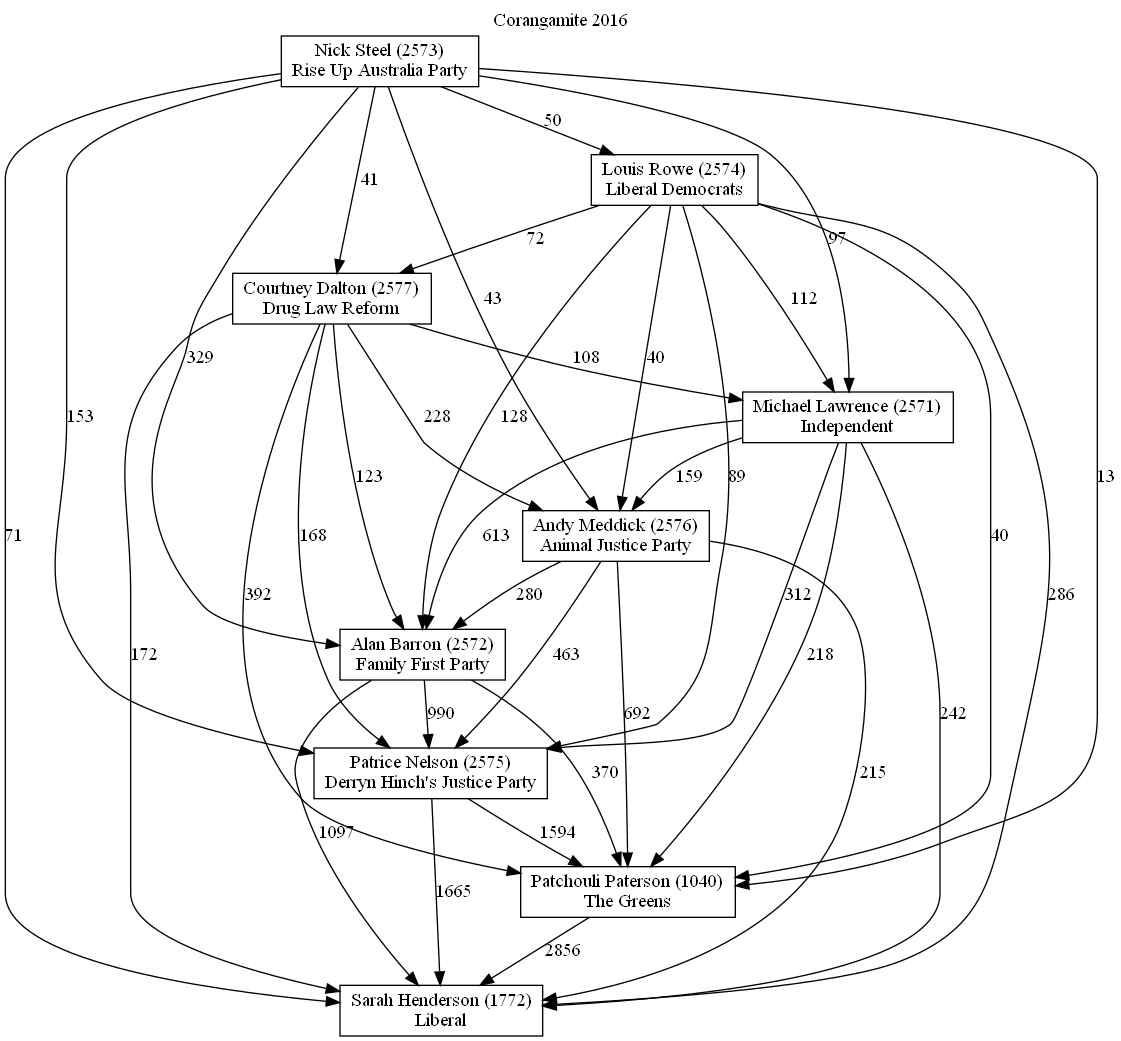 Corangamite 2016
Nick Steel (2573)
Rise Up Australia Party
50
Louis Rowe (2574)
Liberal Democrats
41
72
97
Courtney Dalton (2577)
Drug Law Reform
43
112
329
108
40
Michael Lawrence (2571)
Independent
153
228
128
123
159
89
13
Andy Meddick (2576)
Animal Justice Party
71
168
613
40
392
280
312
286
Alan Barron (2572)
Family First Party
172
463
218
990
692
242
Patrice Nelson (2575)
Derryn Hinch's Justice Party
370
215
1097
1594
Patchouli Paterson (1040)
The Greens
1665
2856
Sarah Henderson (1772)
Liberal